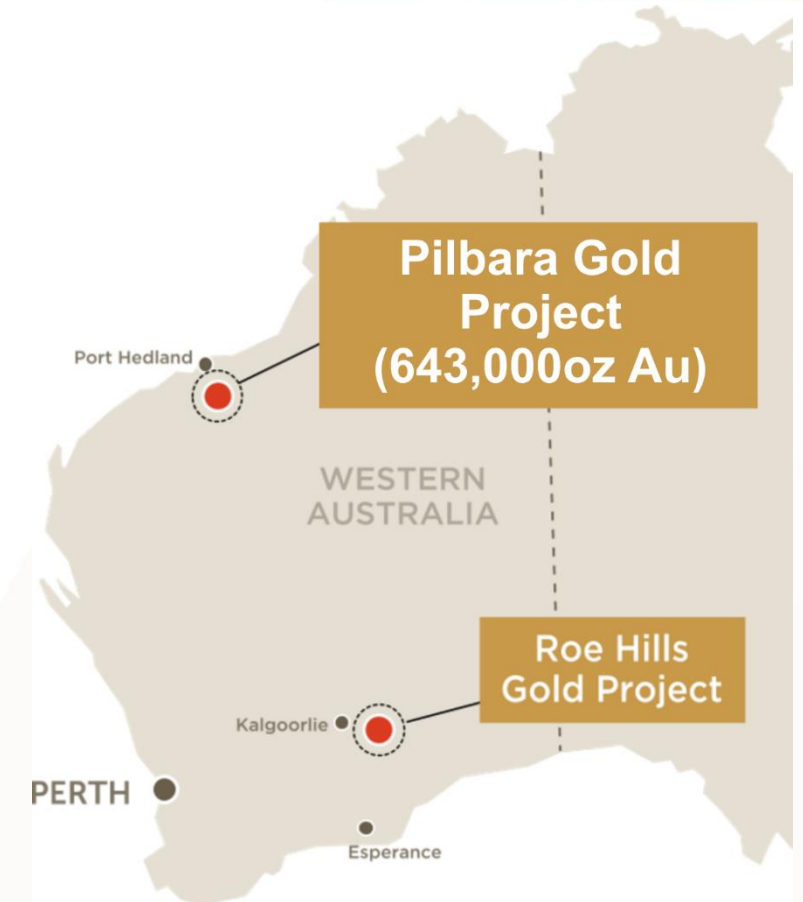 Pilbara Gold
Project
(643,000oz Au)
Port Hedland
WESTERN
AUSTRALIA
Roe Hills
Gold Project
Kalgoorlie
PERTH
Esperance